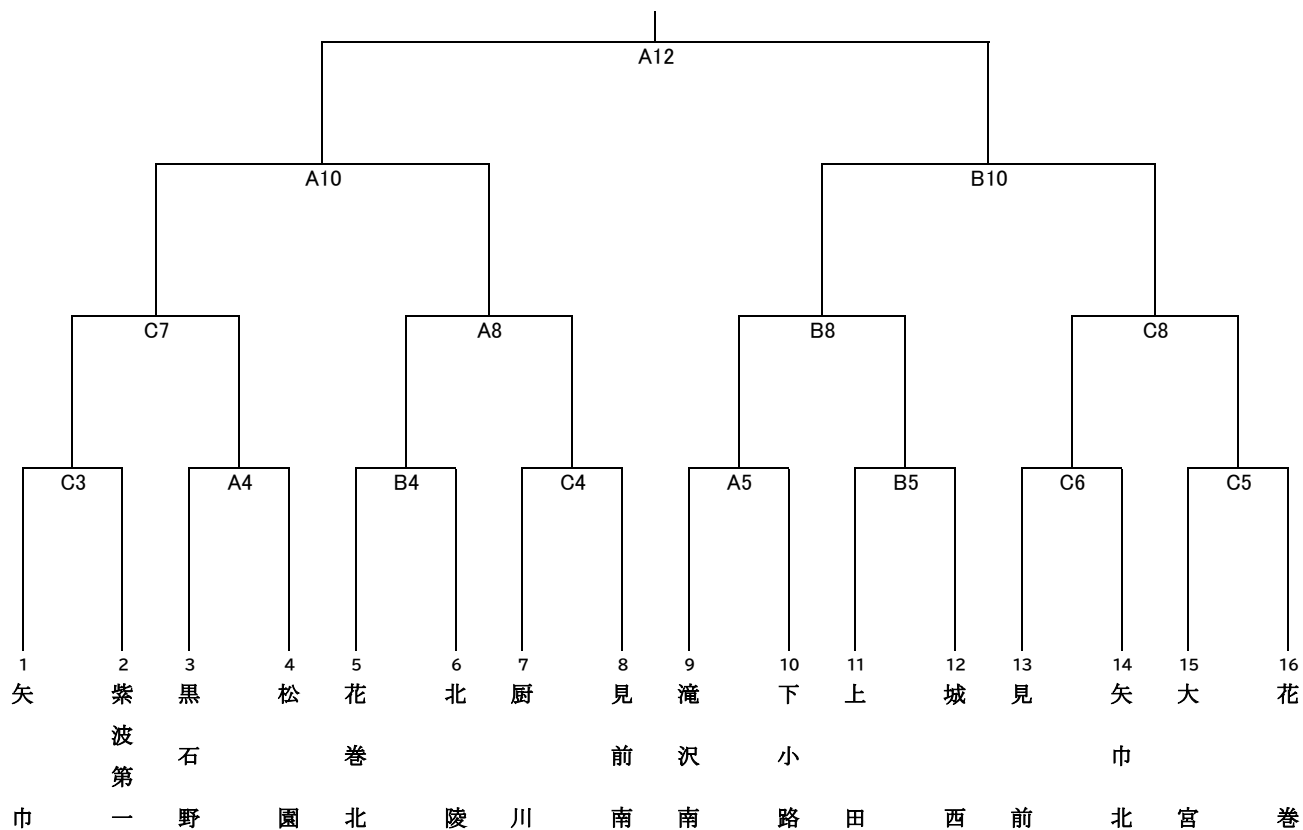 A12
A10
B10
C7
A8
B8
C8
C3
A4
B4
C4
A5
B5
C6
C5
1
矢巾
2
紫波第一
3
黒石野
4
松園
5
花巻北
6
北陵
7
厨川
8
見前南
9
滝沢南
10
下小路
11
上田
12
城西
13
見前
14
矢巾北
15
大宮
16
花巻